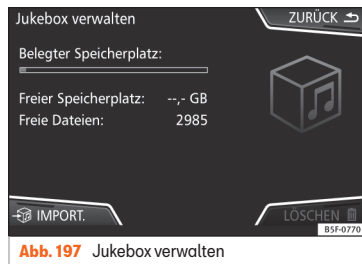 Jukebox verwalten
ZURÜCK
Belegter Speicherplatz:
Freier Speicherplatz: --,- GB
Freie Dateien: 2985
IMPORT.
LÖSCHEN
B5F-0770
Abb. 197 Jukebox verwalten